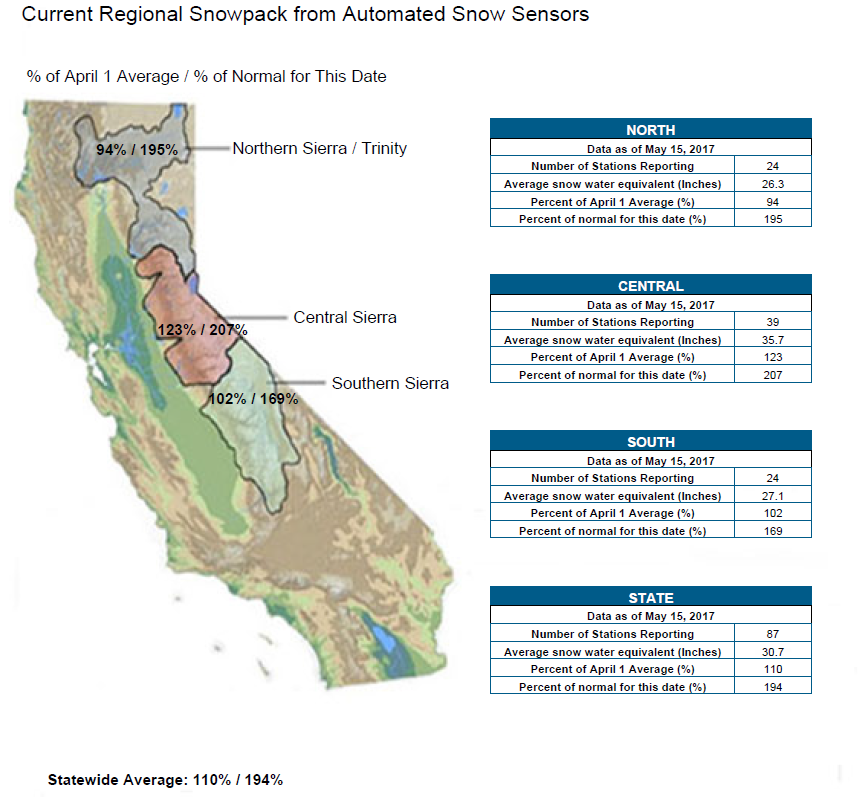 Current Regional Snowpack from Automated Snow Sensors
% of April 1 Average / % of Normal for This Date
94% / 195%
Northern Sierra / Trinity
Central Sierra
123% / 207%
Southern Sierra
102% / 169%
NORTH
Data as of May 15, 2017
Number of Stations Reporting 24
Average snow water equivalent (Inches) 26.3
Percent of April 1 Average (%) 94
Percent of normal for this date (%) 195
CENTRAL
Data as of May 15, 2017
Number of Stations Reporting 39
Average snow water equivalent (Inches) 35.7
Percent of April 1 Average (%) 123
Percent of normal for this date (%) 207
SOUTH
Data as of May 15, 2017
Number of Stations Reporting 24
Average snow water equivalent (Inches) 27.1
Percent of April 1 Average (%) 102
Percent of normal for this date (%) 169
STATE
Data as of May 15, 2017
Number of Stations Reporting 87
Average snow water equivalent (Inches) 30.7
Percent of April 1 Average (%) 110
Percent of normal for this date (%) 194
Statewide Average: 110% / 194%